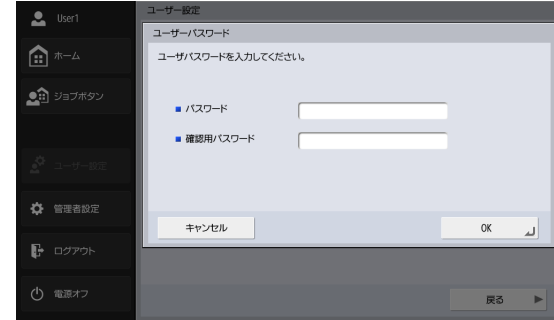 User1
ホーム
ジョブボタン
ユーザー設定
管理者設定
ログアウト
電源オフ
ユーザー設定
ユーザーパスワード
ユーザパスワードを入力してください。
パスワード
確認用パスワード
キャンセル
OK
戻る